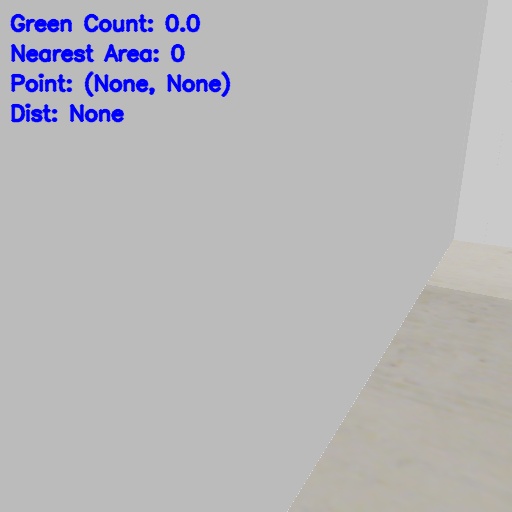 Green Count: 0.0
Nearest Area: 0
Point: (None, None)
Dist: None